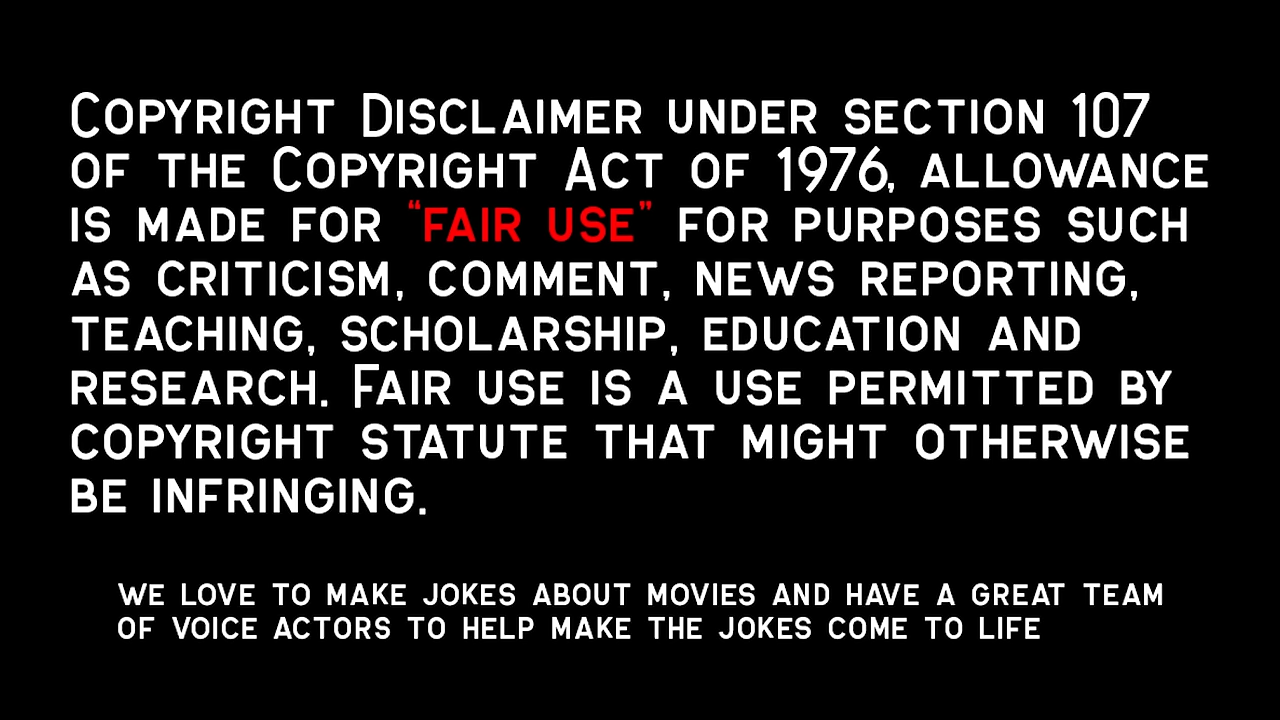 Copyright Disclaimer under section 107
of the Copyright Act of 1976, allowance
is made for “fair use” for purposes such
as criticism, comment, news reporting,
teaching, scholarship, education and
research. Fair use is a use permitted by
copyright statute that might otherwise
be infringing.
we love to make jokes about movies and have a great team
of voice actors to help make the jokes come to life